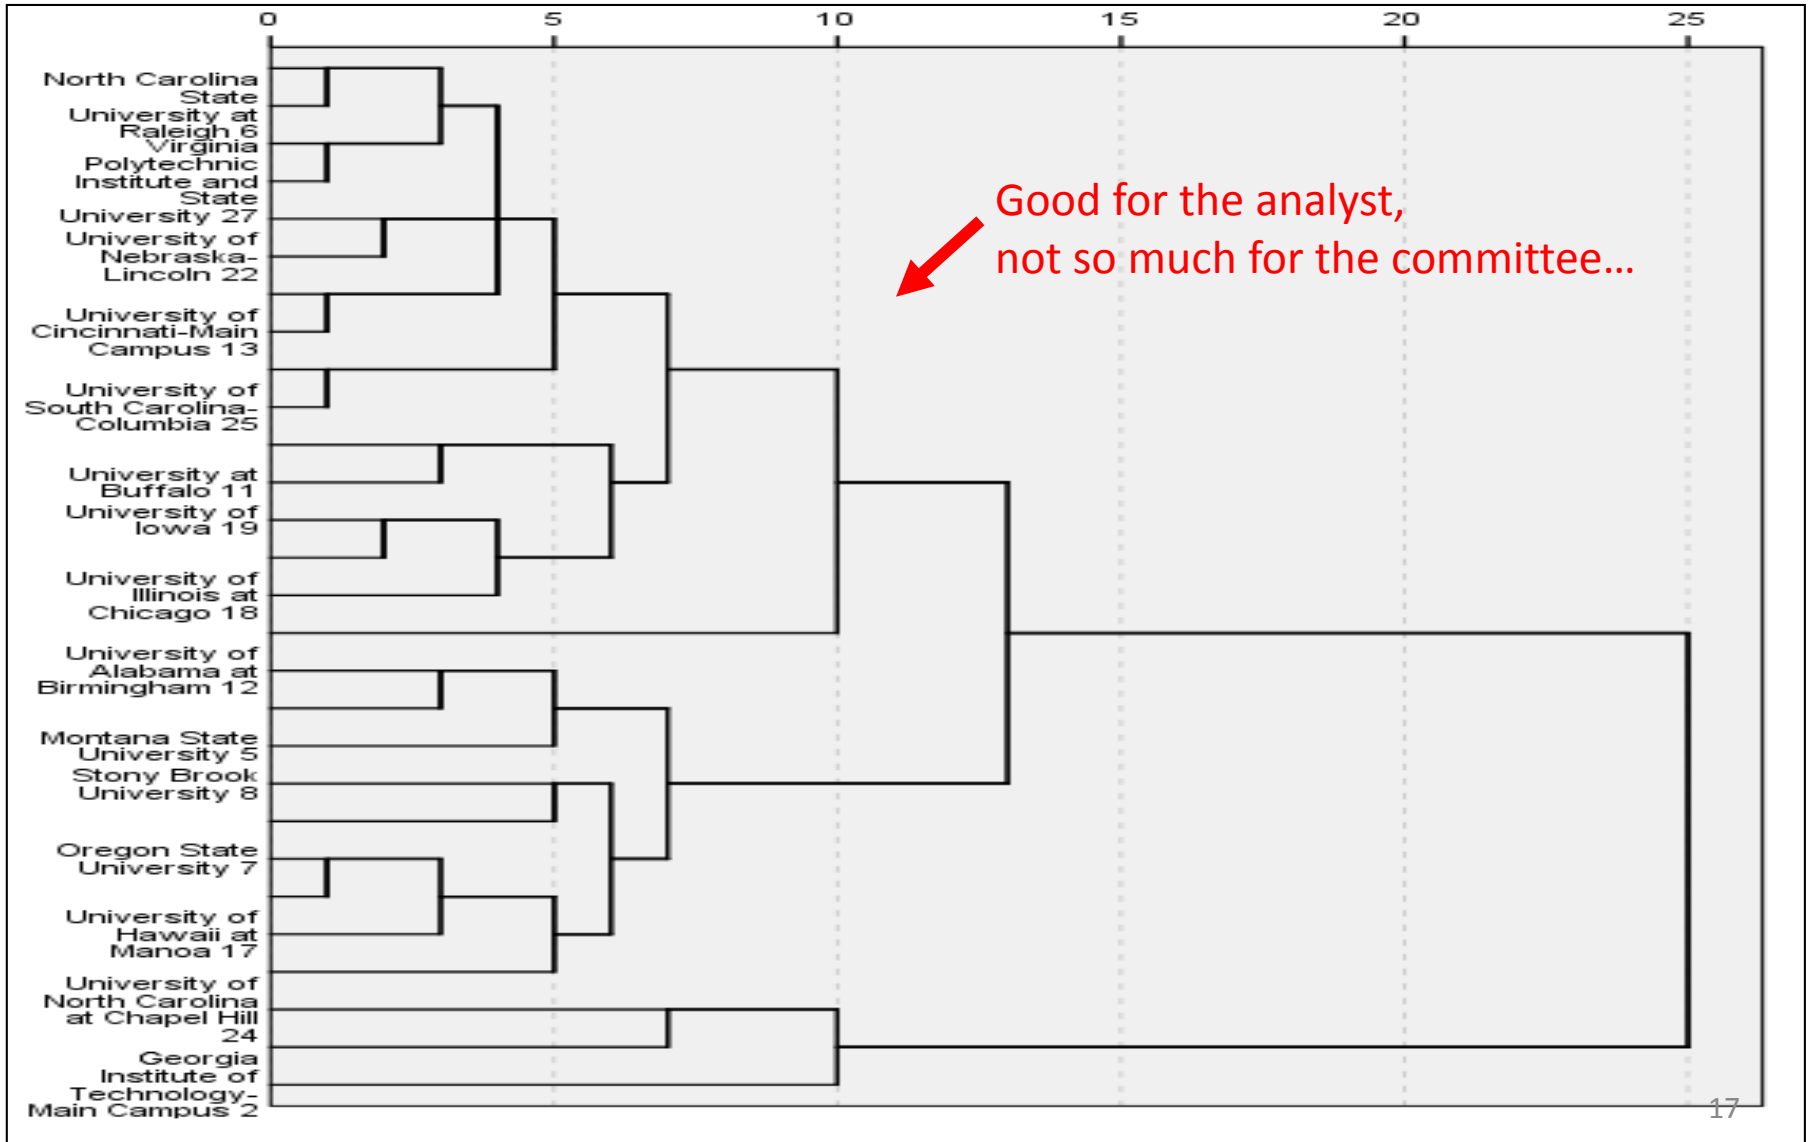 0 5 10 15 20 25
North Carolina
State
University at
Raleigh 6
Virginia
Polytechnic
Institute and
State
University 27
University of
Nebraska-
Lincoln 22
University of
Cincinnati-Main
Campus 13
University of
South Carolina-
Columbia 25
University at
Buffalo 11
University of
Iowa 19
University of
Illinois at
Chicago 18
University of
Alabama at
Birmingham 12
Montana State
University 5
Stony Brook
University 8
Oregon State
University 7
University of
Hawaii at
Manoa 17
University of
North Carolina
at Chapel Hill
24
Georgia
Institute of
Technology-
Main Campus 2
Good for the analyst,
not so much for the committee…
17